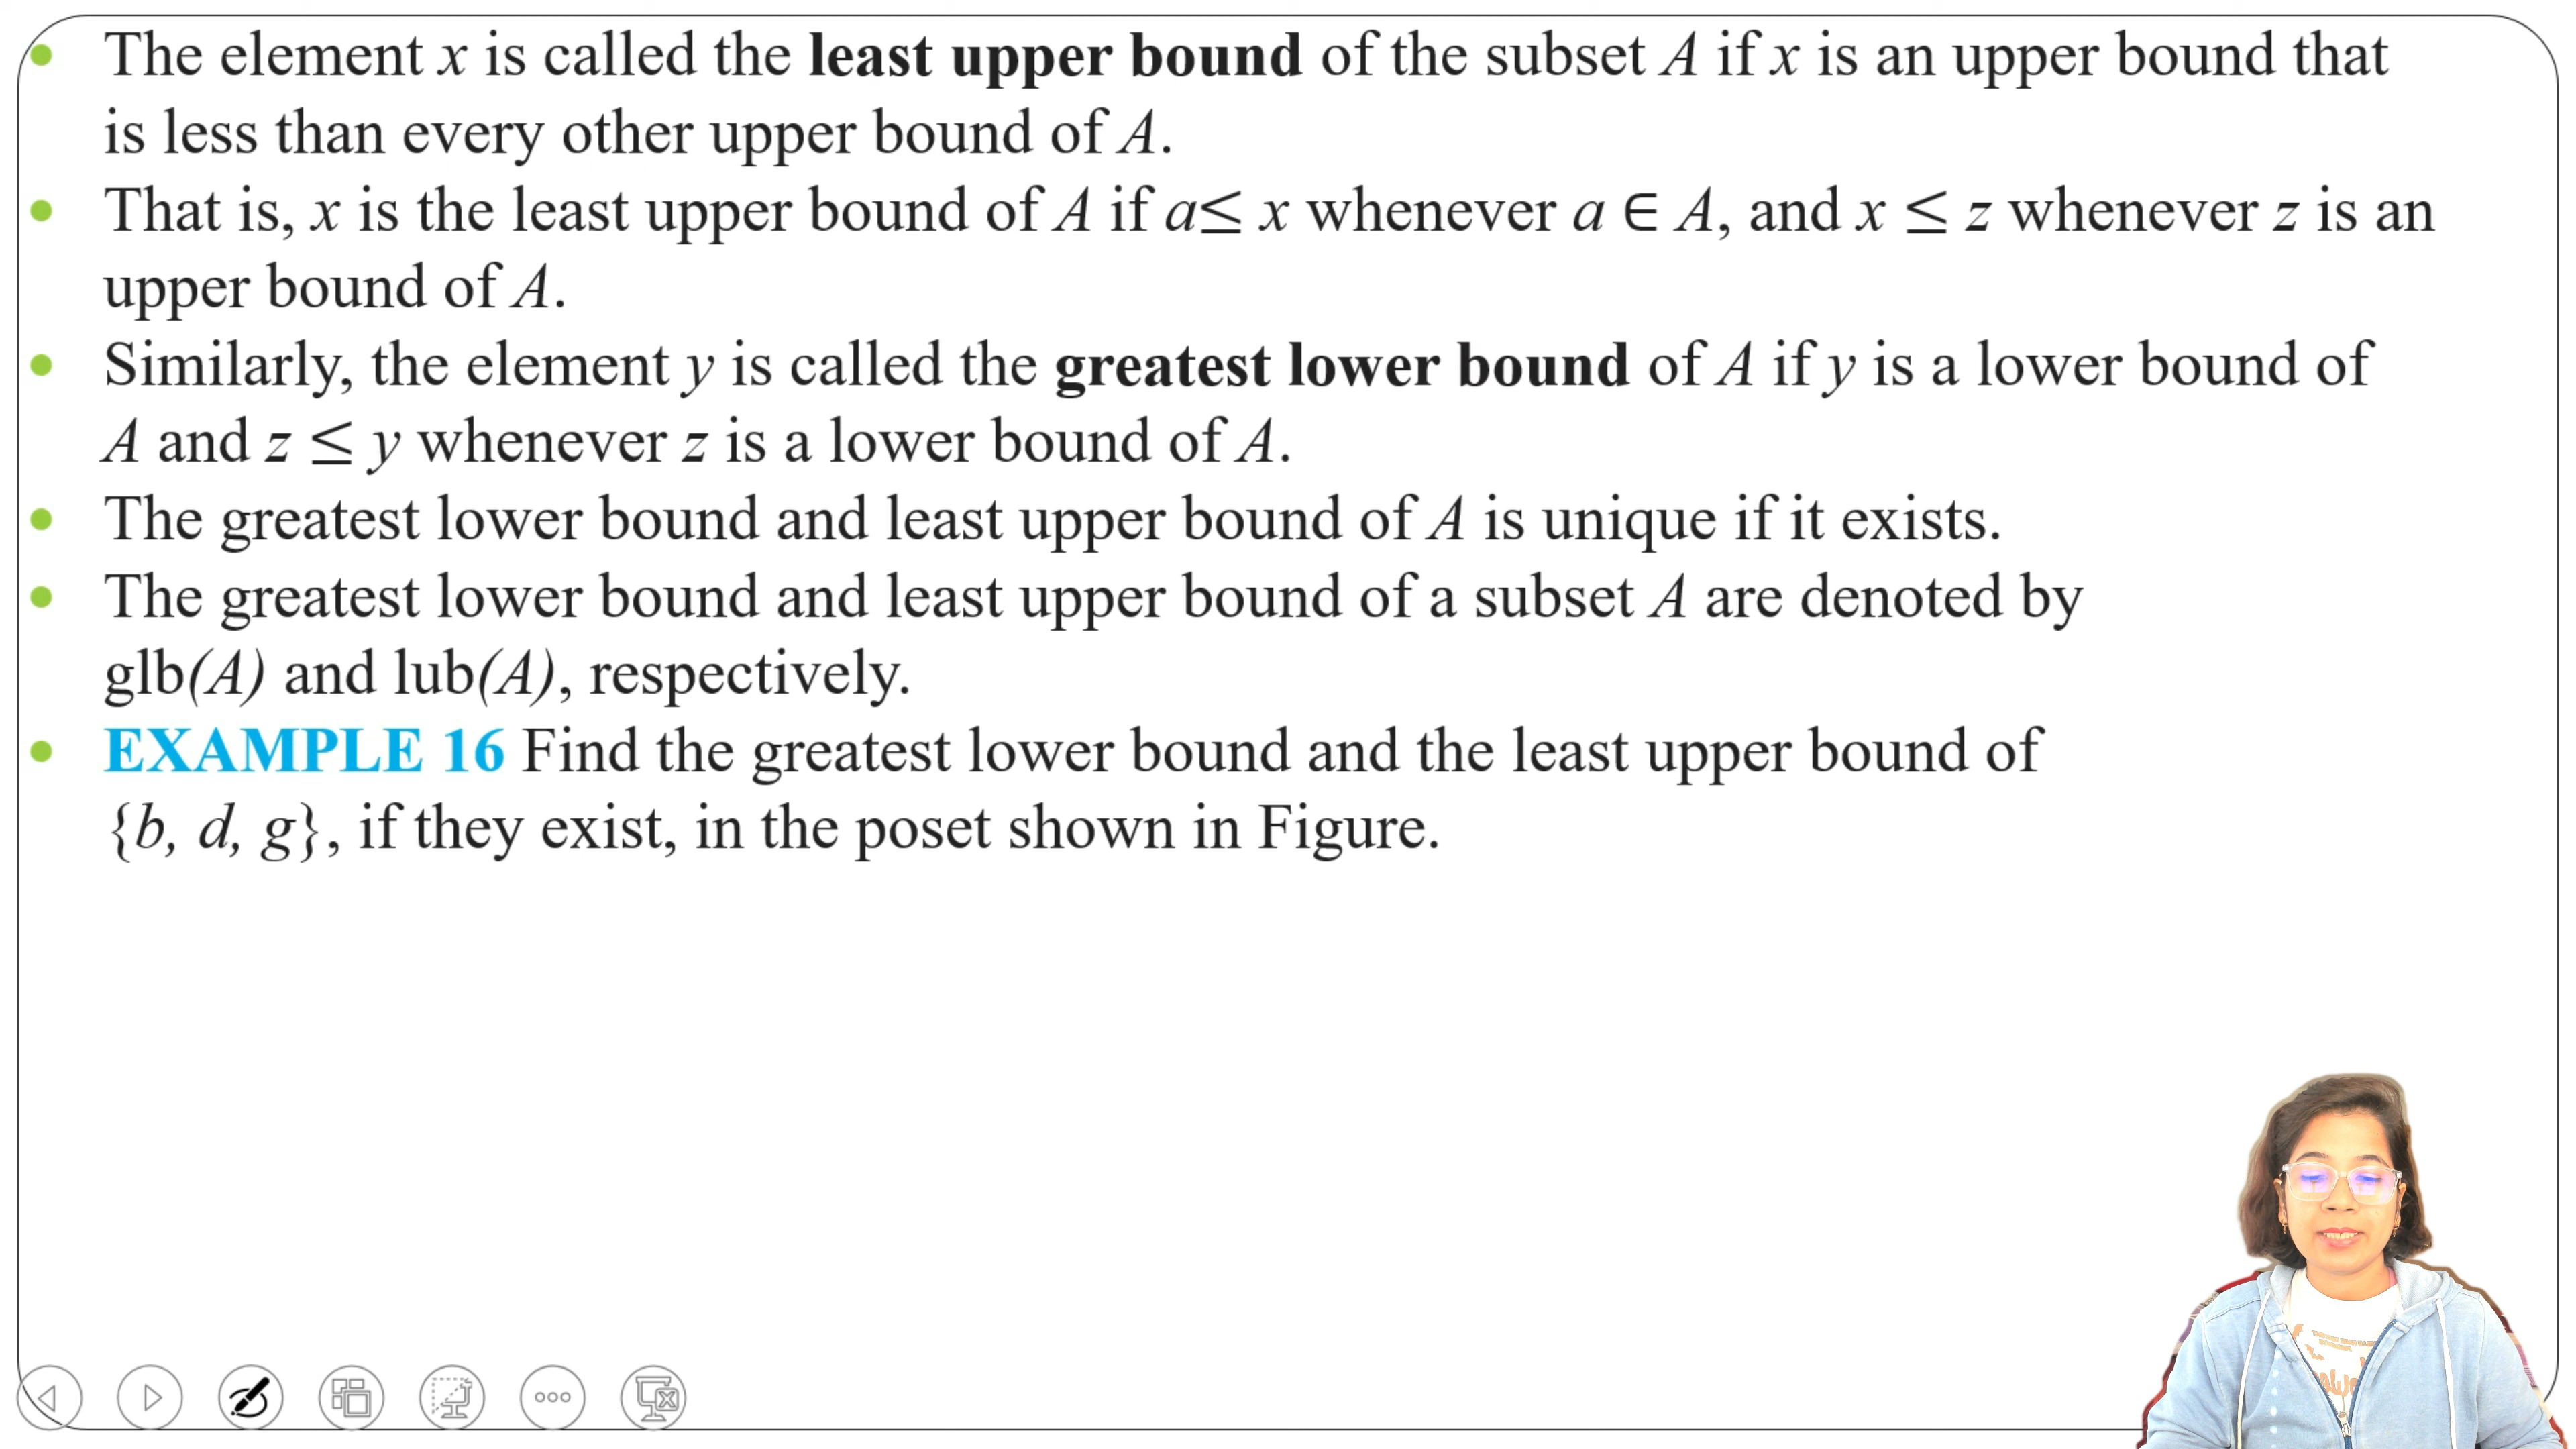 • The element x is called the least upper bound of the subset A if x is an upper bound that
is less than every other upper bound of A.
• That is, x is the least upper bound of A if a≤ x whenever a ∈ A, and x ≤ z whenever z is an
upper bound of A.
• Similarly, the element y is called the greatest lower bound of A if y is a lower bound of
A and z ≤ y whenever z is a lower bound of A.
• The greatest lower bound and least upper bound of A is unique if it exists.
• The greatest lower bound and least upper bound of a subset A are denoted by
glb(A) and lub(A), respectively.
• EXAMPLE 16 Find the greatest lower bound and the least upper bound of
{b, d, g}, if they exist, in the poset shown in Figure.